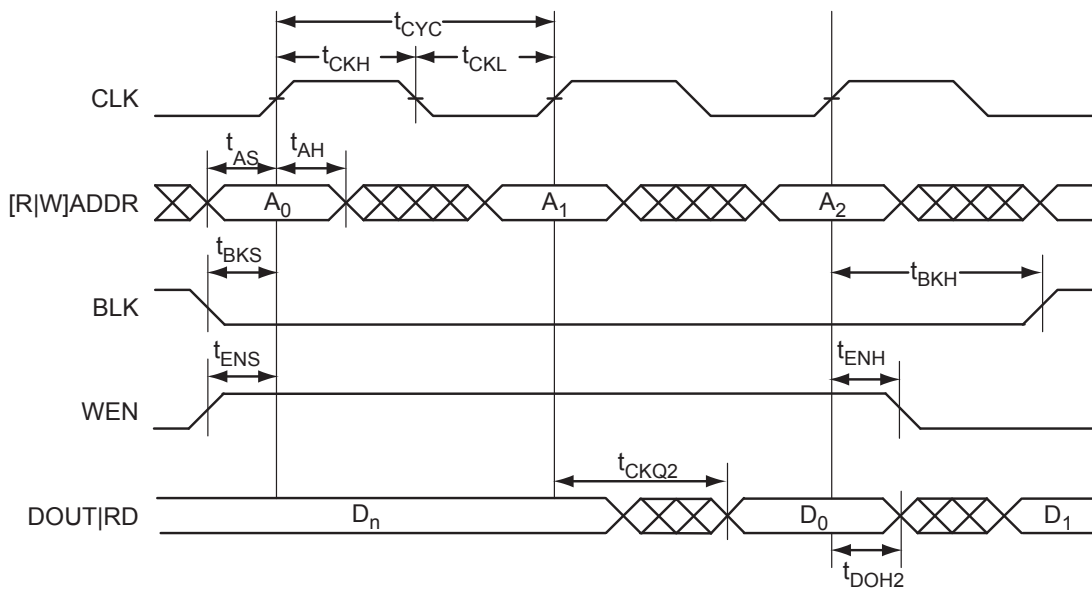 tCYC
tCKH tCKL
CLK
tAS tAH
[R|W]ADDR A0 A1 A2
tBKS tBKH
BLK
tENS tENH
WEN
tCKQ2
DOUT|RD Dn D0 D1
tDOH2